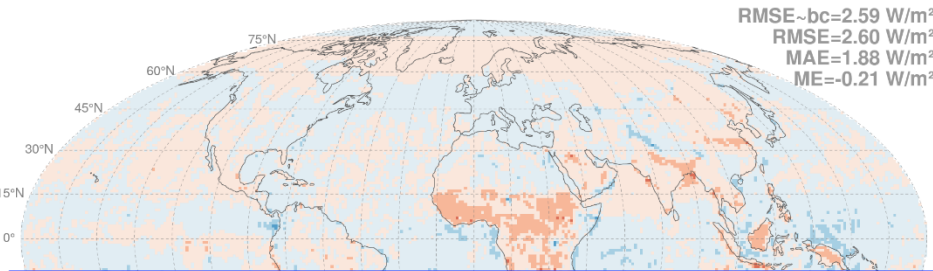 RMSE~bc=2.59 W/m²
RMSE=2.60 W/m²
MAE=1.88 W/m²
ME=-0.21 W/m²
75°N
60°N
45°N
30°N
15°N
0°